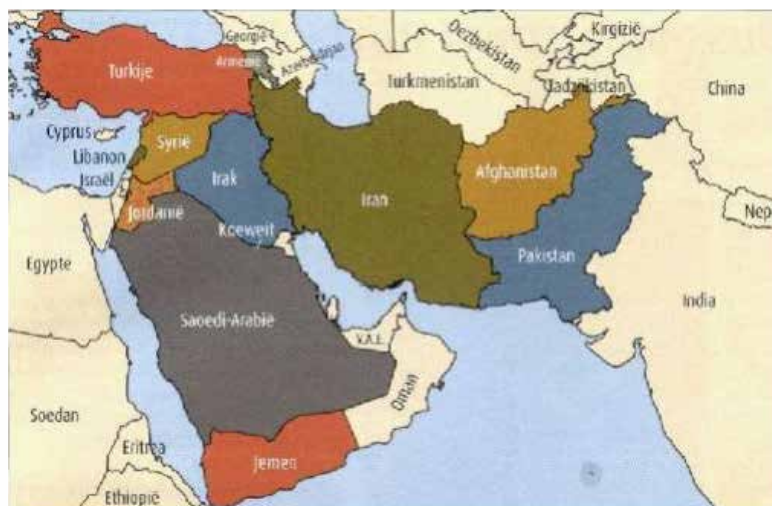 Georgië
Oezbekistan
Kirgizië
Turkije
Armenië
Azerbeidzjan
Turkmenistan
Tadzjikistan
China
Cyprus
Syrië
Libanon
Israël
Irak
Iran
Afghanistan
Jordanië
Koeweit
Pakistan
Nep
Egypte
Saoedi-Arabië
India
V.A.E.
Oman
Soedan
Eritrea
Jemen
Ethiopië